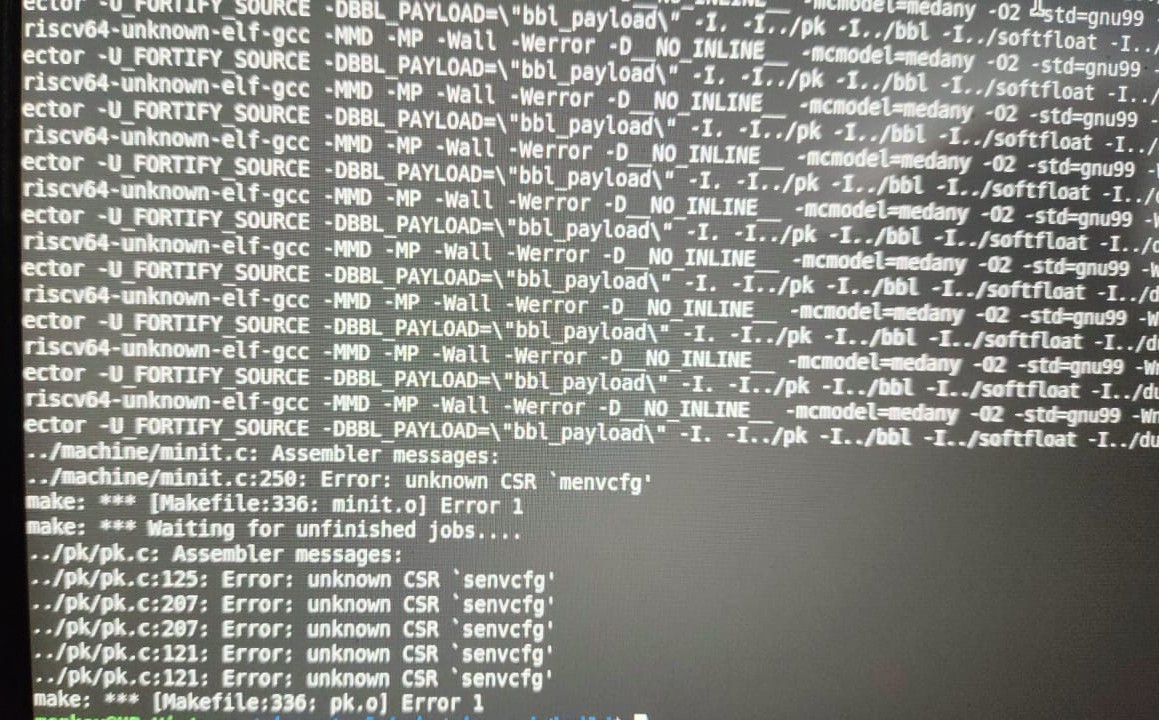 ector -U_FORTIFY_SOURCE -DBBL_PAYLOAD=\"bbl_payload\" -I. -I../pk -I../bbl -I../softfloat -I../
riscv64-unknown-elf-gcc -MMD -MP -Wall -Werror -D__NO_INLINE__ -mcmodel=medany -O2 -std=gnu99
ector -U_FORTIFY_SOURCE -DBBL_PAYLOAD=\"bbl_payload\" -I. -I../pk -I../bbl -I../softfloat -I../
riscv64-unknown-elf-gcc -MMD -MP -Wall -Werror -D__NO_INLINE__ -mcmodel=medany -O2 -std=gnu99 -
ector -U_FORTIFY_SOURCE -DBBL_PAYLOAD=\"bbl_payload\" -I. -I../pk -I../bbl -I../softfloat -I../
riscv64-unknown-elf-gcc -MMD -MP -Wall -Werror -D__NO_INLINE__ -mcmodel=medany -O2 -std=gnu99 -
ector -U_FORTIFY_SOURCE -DBBL_PAYLOAD=\"bbl_payload\" -I. -I../pk -I../bbl -I../softfloat -I../
riscv64-unknown-elf-gcc -MMD -MP -Wall -Werror -D__NO_INLINE__ -mcmodel=medany -O2 -std=gnu99 -W
ector -U_FORTIFY_SOURCE -DBBL_PAYLOAD=\"bbl_payload\" -I. -I../pk -I../bbl -I../softfloat -I../d
riscv64-unknown-elf-gcc -MMD -MP -Wall -Werror -D__NO_INLINE__ -mcmodel=medany -O2 -std=gnu99 -W
ector -U_FORTIFY_SOURCE -DBBL_PAYLOAD=\"bbl_payload\" -I. -I../pk -I../bbl -I../softfloat -I../d
riscv64-unknown-elf-gcc -MMD -MP -Wall -Werror -D__NO_INLINE__ -mcmodel=medany -O2 -std=gnu99 -W
ector -U_FORTIFY_SOURCE -DBBL_PAYLOAD=\"bbl_payload\" -I. -I../pk -I../bbl -I../softfloat -I../d
riscv64-unknown-elf-gcc -MMD -MP -Wall -Werror -D__NO_INLINE__ -mcmodel=medany -O2 -std=gnu99 -Wr
ector -U_FORTIFY_SOURCE -DBBL_PAYLOAD=\"bbl_payload\" -I. -I../pk -I../bbl -I../softfloat -I../du
riscv64-unknown-elf-gcc -MMD -MP -Wall -Werror -D__NO_INLINE__ -mcmodel=medany -O2 -std=gnu99 -Wr
ector -U_FORTIFY_SOURCE -DBBL_PAYLOAD=\"bbl_payload\" -I. -I../pk -I../bbl -I../softfloat -I../du
../machine/minit.c: Assembler messages:
../machine/minit.c:250: Error: unknown CSR `menvcfg'
make: *** [Makefile:336: minit.o] Error 1
make: *** Waiting for unfinished jobs....
../pk/pk.c: Assembler messages:
../pk/pk.c:125: Error: unknown CSR `senvcfg'
../pk/pk.c:207: Error: unknown CSR `senvcfg'
../pk/pk.c:207: Error: unknown CSR `senvcfg'
../pk/pk.c:121: Error: unknown CSR `senvcfg'
../pk/pk.c:121: Error: unknown CSR `senvcfg'
make: *** [Makefile:336: pk.o] Error 1